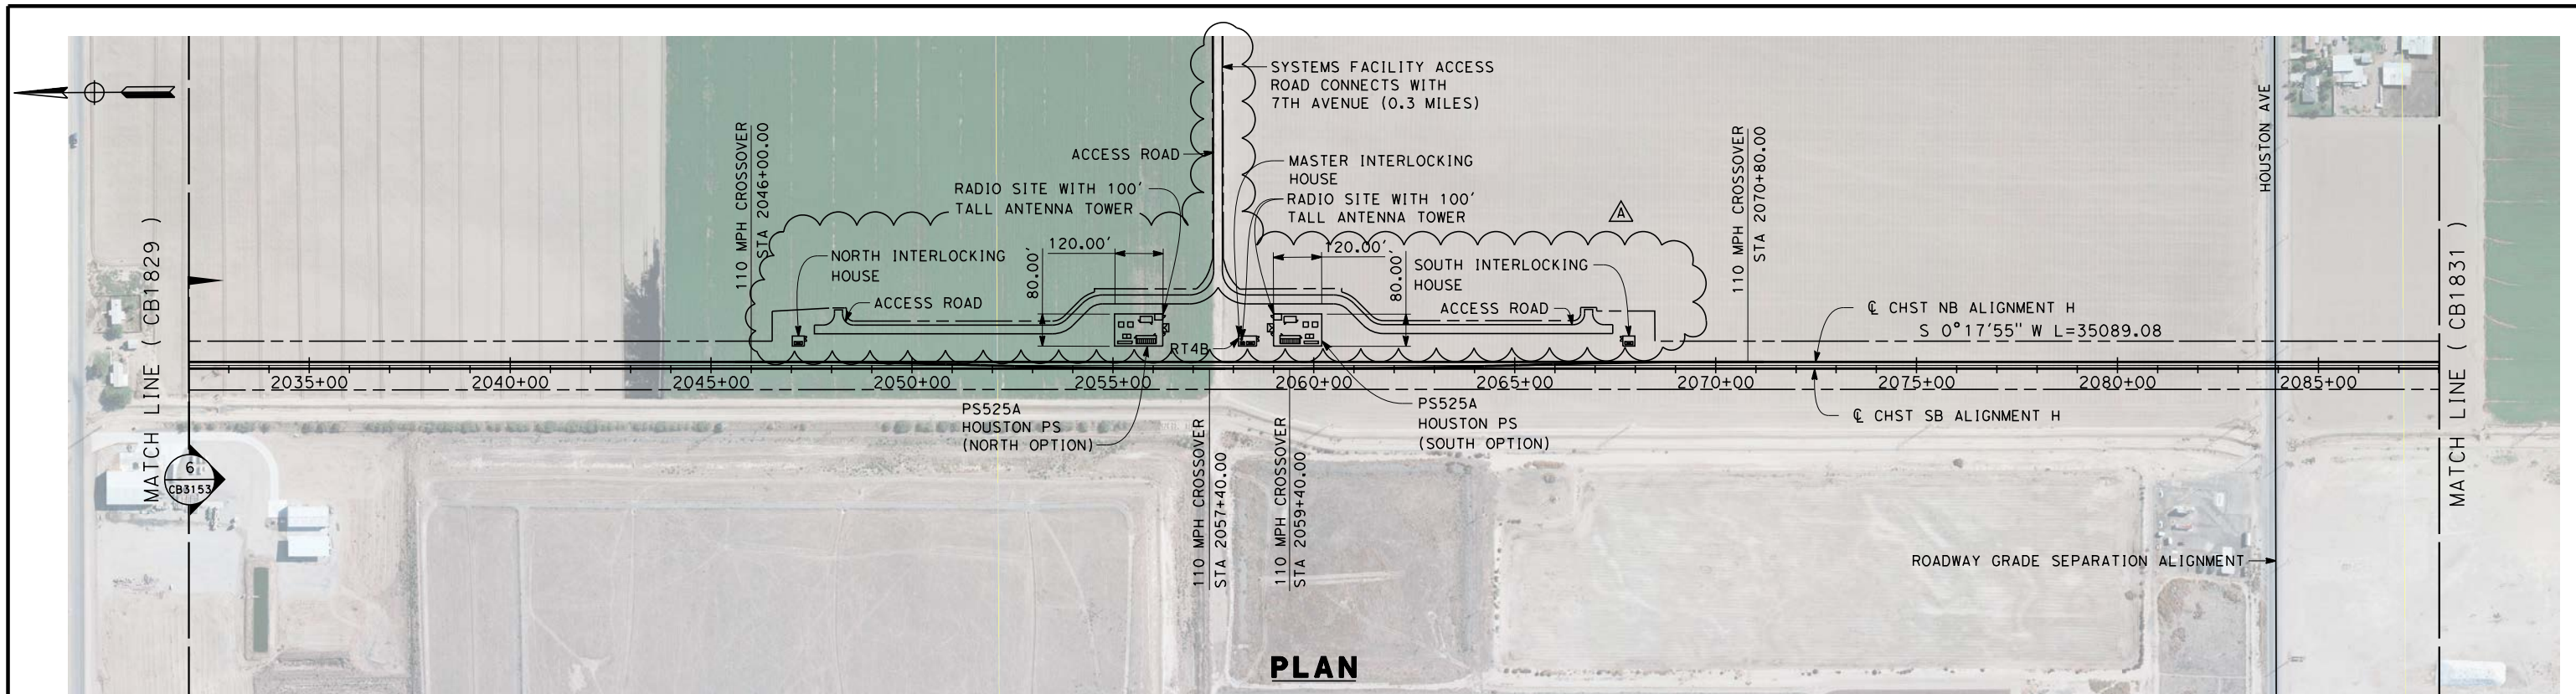 SYSTEMS FACILITY ACCESS
ROAD CONNECTS WITH
7TH AVENUE (0.3 MILES)
ACCESS ROAD
RADIO SITE WITH 100'
TALL ANTENNA TOWER
MASTER INTERLOCKING
HOUSE
RADIO SITE WITH 100'
TALL ANTENNA TOWER
A
110 MPH CROSSOVER
STA 2046+00.00
110 MPH CROSSOVER
STA 2070+80.00
HOUSTON AVE
MATCH LINE ( CB1829 )
MATCH LINE ( CB1831 )
NORTH INTERLOCKING
HOUSE
120.00'
80.00'
120.00'
80.00'
SOUTH INTERLOCKING
HOUSE
ACCESS ROAD
ACCESS ROAD
RT4B
℄ CHST NB ALIGNMENT H
S 0°17'55" W L=35089.08
2035+00
2040+00
2045+00
2050+00
2055+00
2060+00
2065+00
2070+00
2075+00
2080+00
2085+00
PS525A
HOUSTON PS
(NORTH OPTION)
PS525A
HOUSTON PS
(SOUTH OPTION)
℄ CHST SB ALIGNMENT H
6
CB3153
110 MPH CROSSOVER
STA 2057+40.00
110 MPH CROSSOVER
STA 2059+40.00
ROADWAY GRADE SEPARATION ALIGNMENT
PLAN